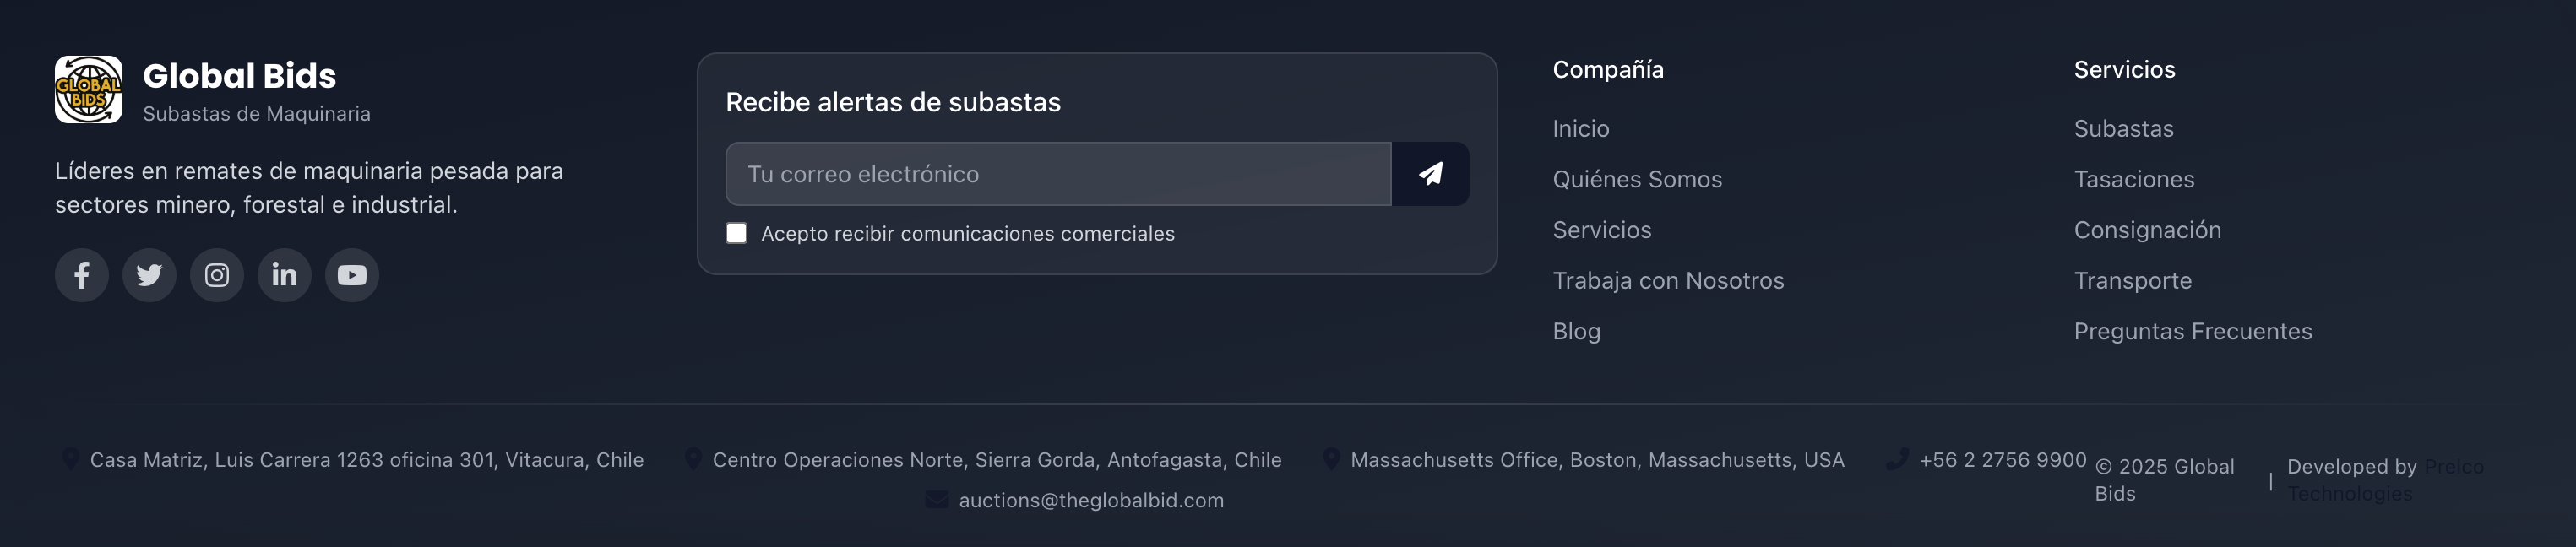 GLOBAL
BIDS
Global Bids
Subastas de Maquinaria
Líderes en remates de maquinaria pesada para
sectores minero, forestal e industrial.
Recibe alertas de subastas
Tu correo electrónico
Acepto recibir comunicaciones comerciales
Compañía
Inicio
Quiénes Somos
Servicios
Trabaja con Nosotros
Blog
Servicios
Subastas
Tasaciones
Consignación
Transporte
Preguntas Frecuentes
Casa Matriz, Luis Carrera 1263 oficina 301, Vitacura, Chile
Centro Operaciones Norte, Sierra Gorda, Antofagasta, Chile
Massachusetts Office, Boston, Massachusetts, USA
+56 2 2756 9900
auctions@theglobalbid.com
© 2025 Global
Bids
|
Developed by Prelco
Technologies